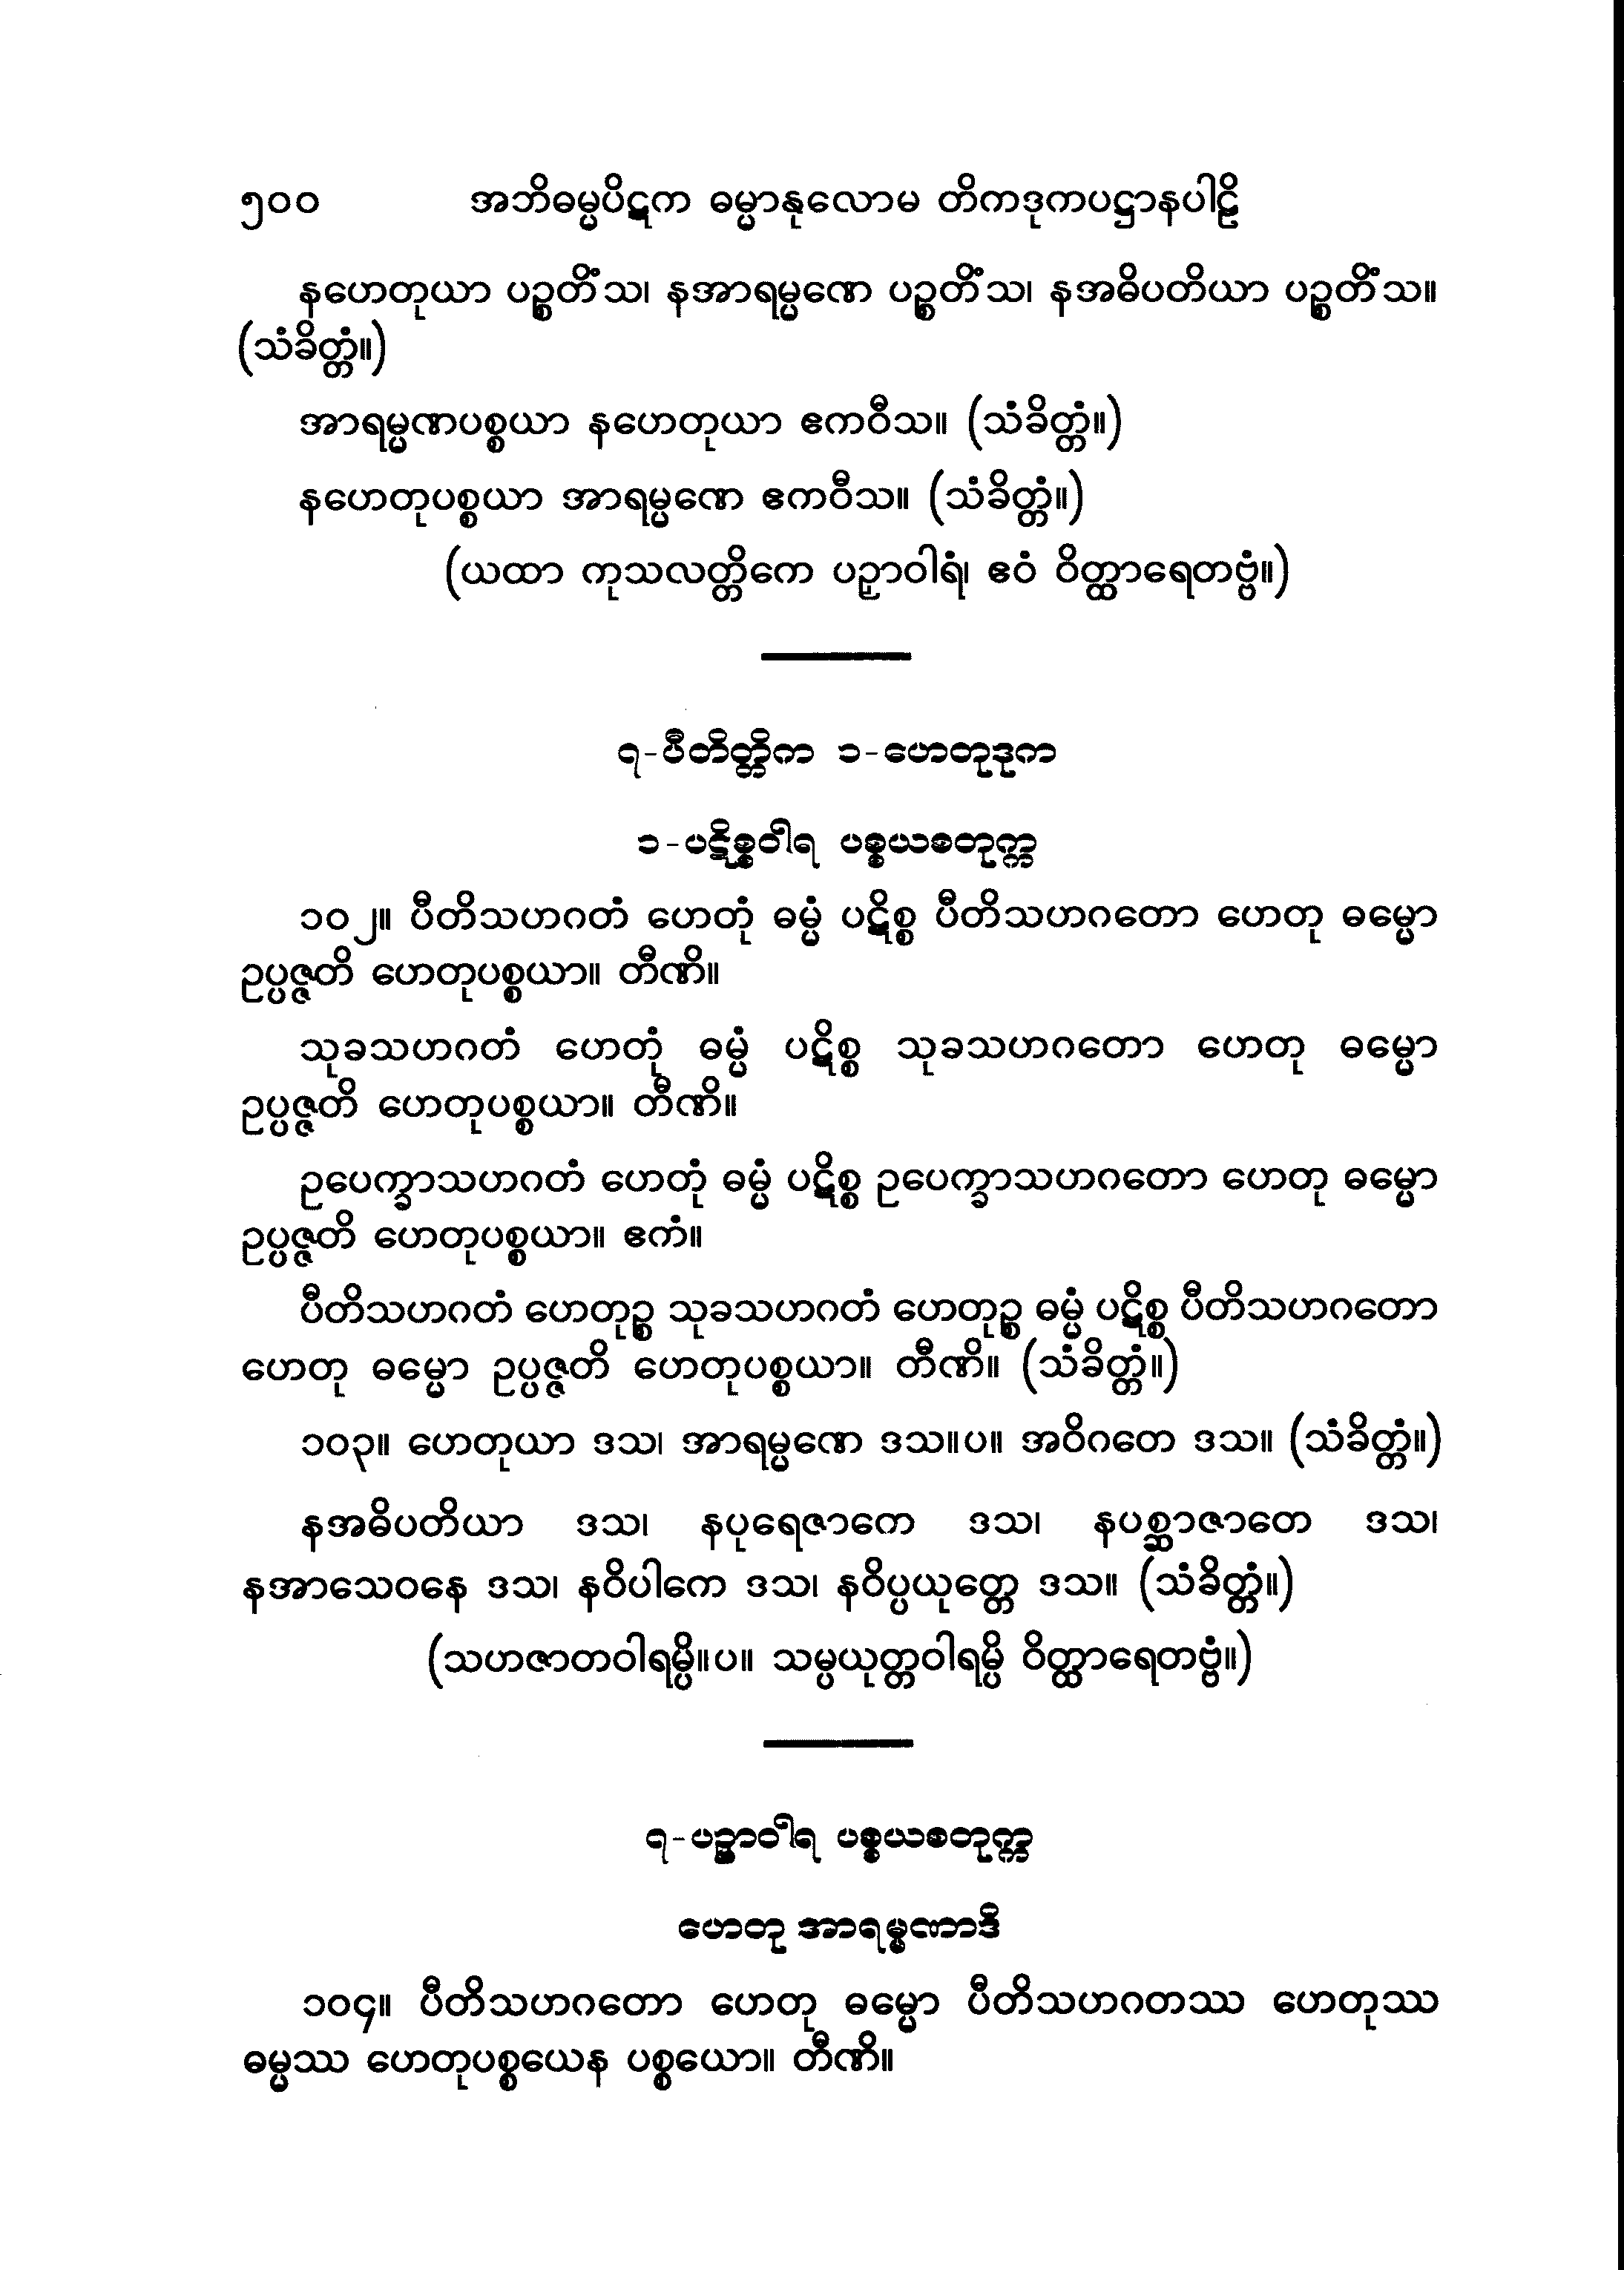 ၅၀၀ အဘိဓမ္မပိဋက ဓမ္မာနုလောမ တိကဒုကပဋ္ဌာနပါဠိ
နဟေတုယာ ပဉ္စတိံသ၊ နအာရမ္မဏေ ပဉ္စတိံသ၊ နအဓိပတိယာ ပဉ္စတိံသ။
(သံခိတ္တံ။)
အာရမ္မဏပစ္စယာ နဟေတုယာ ဧကဝီသ။ (သံခိတ္တံ။)
နဟေတုပစ္စယာ အာရမ္မဏေ ဧကဝီသ။ (သံခိတ္တံ။)
(ယထာ ကုသလတ္တိကေ ပဉှာဝါရံ၊ ဧဝံ ဝိတ္ထာရေတဗ္ဗံ။)
၇-ပီတိတ္တိက ၁-ဟေတုဒုက
၁-ပဋိစ္စဝါရ ပစ္စယစတုက္က
၁၀၂။ ပီတိသဟဂတံ ဟေတုံ ဓမ္မံ ပဋိစ္စ ပီတိသဟဂတော ဟေတု ဓမ္မော
ဥပ္ပဇ္ဇတိ ဟေတုပစ္စယာ။ တီဏိ။
သုခသဟဂတံ ဟေတုံ ဓမ္မံ ပဋိစ္စ သုခသဟဂတော ဟေတု ဓမ္မော
ဥပ္ပဇ္ဇတိ ဟေတုပစ္စယာ။ တီဏိ။
ဥပေက္ခာသဟဂတံ ဟေတုံ ဓမ္မံ ပဋိစ္စ ဥပေက္ခာသဟဂတော ဟေတု ဓမ္မော
ဥပ္ပဇ္ဇတိ ဟေတုပစ္စယာ။ ဧကံ။
ပီတိသဟဂတံ ဟေတုဉ္စ သုခသဟဂတံ ဟေတုဉ္စ ဓမ္မံ ပဋိစ္စ ပီတိသဟဂတော
ဟေတု ဓမ္မော ဥပ္ပဇ္ဇတိ ဟေတုပစ္စယာ။ တီဏိ။ (သံခိတ္တံ။)
၁၀၃။ ဟေတုယာ ဒသ၊ အာရမ္မဏေ ဒသ။ပ။ အဝိဂတေ ဒသ။ (သံခိတ္တံ။)
နအဓိပတိယာ ဒသ၊ နပုရေဇာကေ ဒသ၊ နပစ္ဆာဇာတေ ဒသ၊
နအာသေဝနေ ဒသ၊ နဝိပါကေ ဒသ၊ နဝိပ္ပယုတ္တေ ဒသ။ (သံခိတ္တံ။)
(သဟဇာတဝါရမ္ပိ။ပ။ သမ္ပယုတ္တဝါရမ္ပိ ဝိတ္ထာရေတဗ္ဗံ။)
၇-ပဉှာဝါရ ပစ္စယစတုက္က
ဟေတု အာရမ္မဏာဒိ
၁၀၄။ ပီတိသဟဂတော ဟေတု ဓမ္မော ပီတိသဟဂတဿ ဟေတုဿ
ဓမ္မဿ ဟေတုပစ္စယေန ပစ္စယော။ တီဏိ။